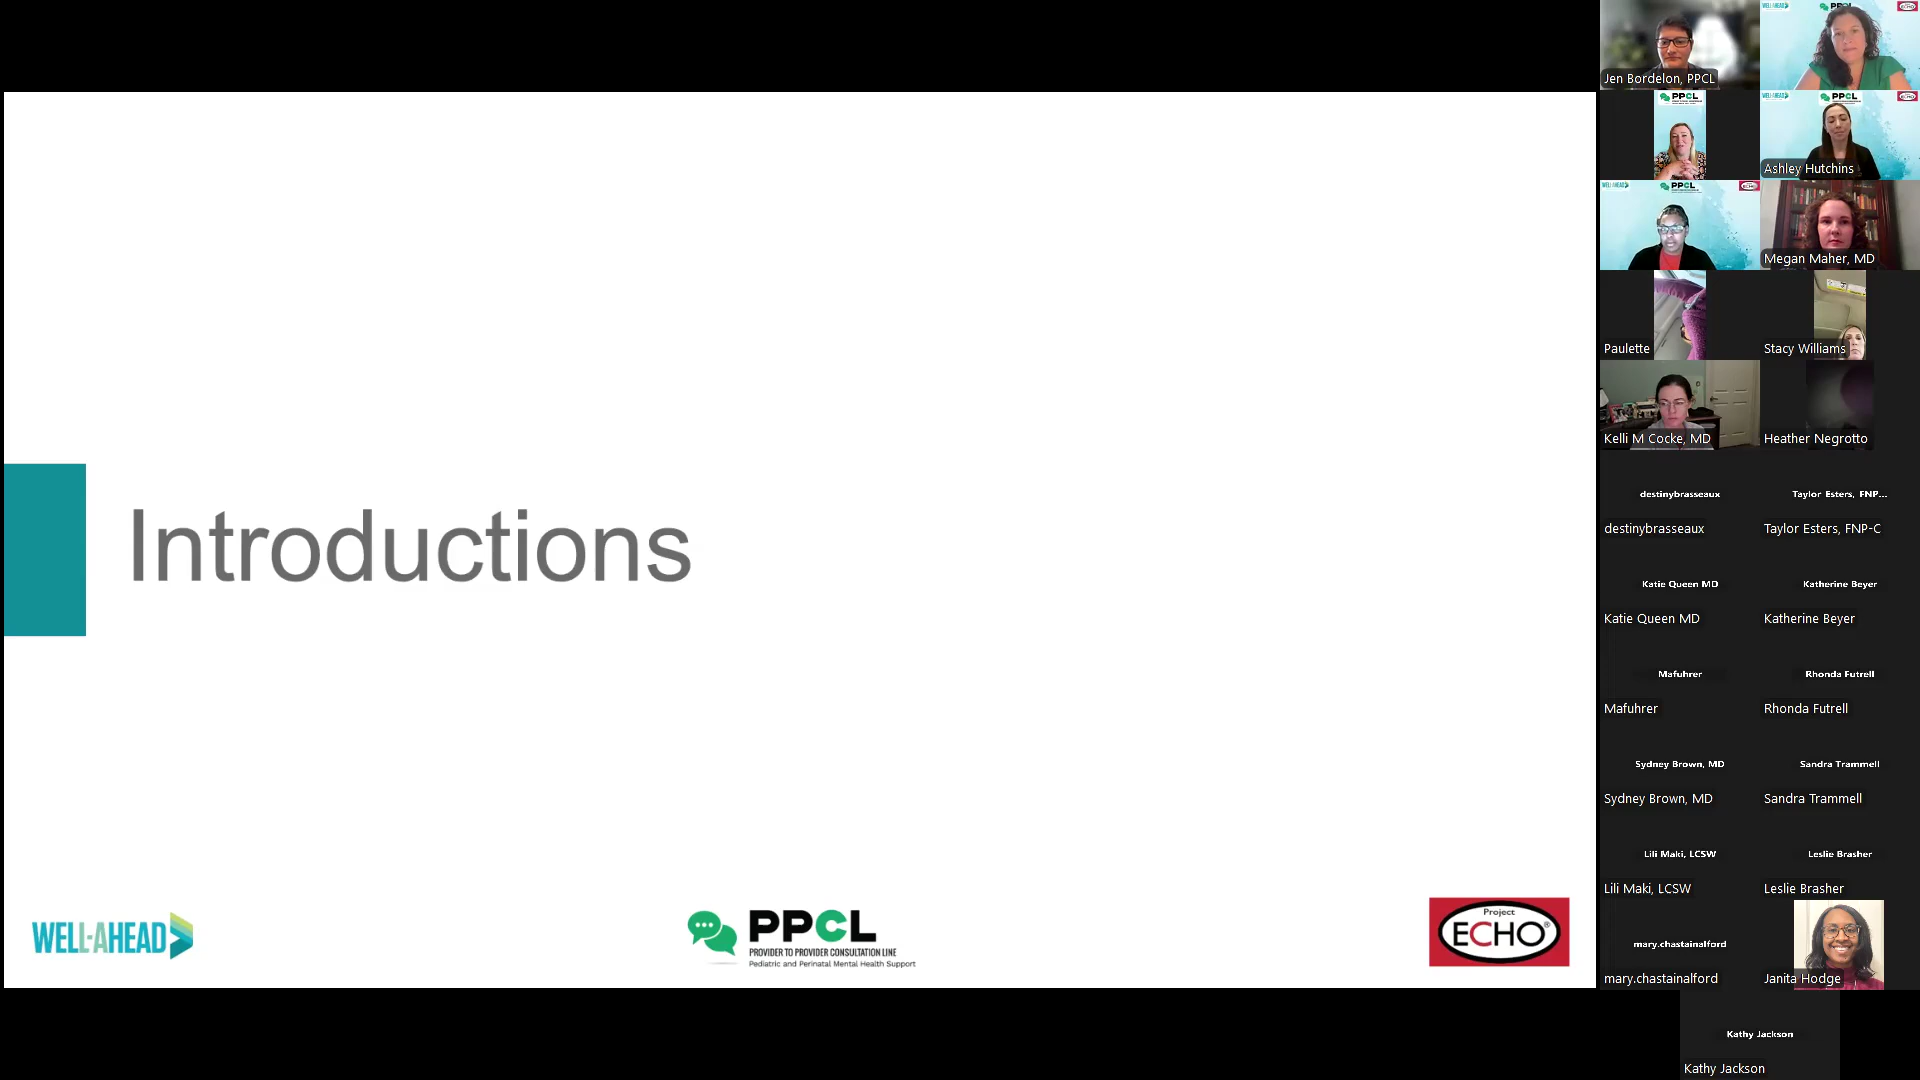 Introductions
WELL-AHEAD
PPCL
PROVIDER TO PROVIDER CONSULTATION LINE
Pediatric and Perinatal Mental Health Support
Project
ECHO®
Jen Bordelon, PPCL
PPCL
Ashley Hutchins
PPCL
Megan Maher, MD
Paulette
Stacy Williams
Kelli M Cocke, MD
Heather Negrotto
destinybrasseaux
destinybrasseaux
Taylor Esters, FNP...
Taylor Esters, FNP-C
Katie Queen MD
Katie Queen MD
Katherine Beyer
Katherine Beyer
Mafuhrer
Mafuhrer
Rhonda Futrell
Rhonda Futrell
Sydney Brown, MD
Sydney Brown, MD
Sandra Trammell
Sandra Trammell
Lili Maki, LCSW
Lili Maki, LCSW
Leslie Brasher
Leslie Brasher
mary.chastainalford
mary.chastainalford
Janita Hodge
Kathy Jackson
Kathy Jackson